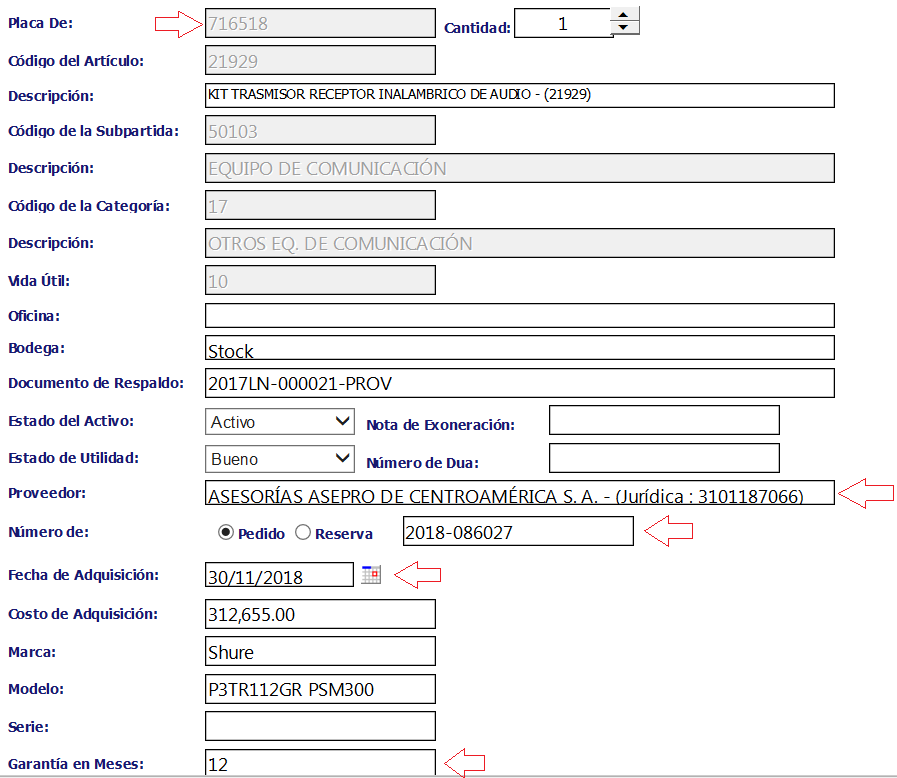 Placa De: 716518 Cantidad: 1
Código del Artículo: 21929
Descripción: KIT TRASMISOR RECEPTOR INALAMBRICO DE AUDIO - (21929)
Código de la Subpartida: 50103
Descripción: EQUIPO DE COMUNICACIÓN
Código de la Categoría: 17
Descripción: OTROS EQ. DE COMUNICACIÓN
Vida Útil: 10
Oficina:
Bodega: Stock
Documento de Respaldo: 2017LN-000021-PROV
Estado del Activo: Activo Nota de Exoneración:
Estado de Utilidad: Bueno Número de Dua:
Proveedor: ASESORÍAS ASEPRO DE CENTROAMÉRICA S. A. - (Jurídica : 3101187066)
Número de: Pedido Reserva 2018-086027
Fecha de Adquisición: 30/11/2018
Costo de Adquisición: 312,655.00
Marca: Shure
Modelo: P3TR112GR PSM300
Serie:
Garantía en Meses: 12